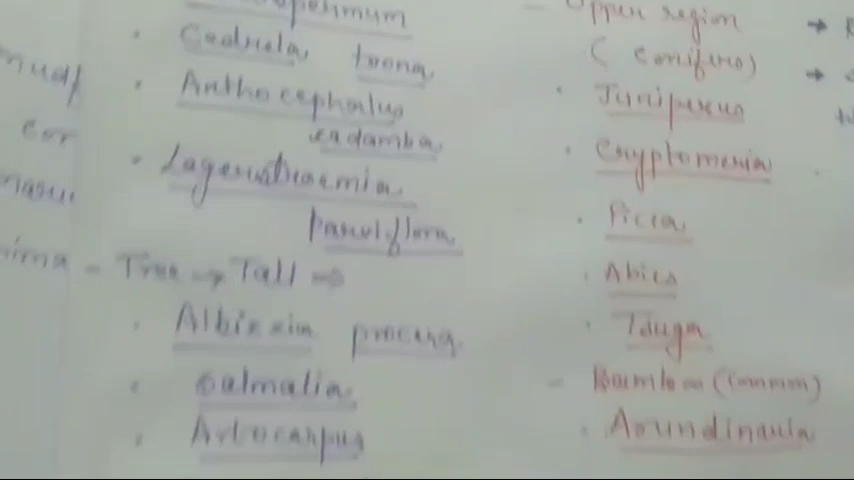 Cedrela toona
Anthocephalus
cadamba
Lagerstroemia
parviflora
- Tree → Tall ⇒
Albizzia procera
Salmalia
Artocarpus
- Upper region
(conifers)
Juniperus
Cryptomeria
Picea
Abies
Tsuga
- Bamboo (Common)
Arundinaria